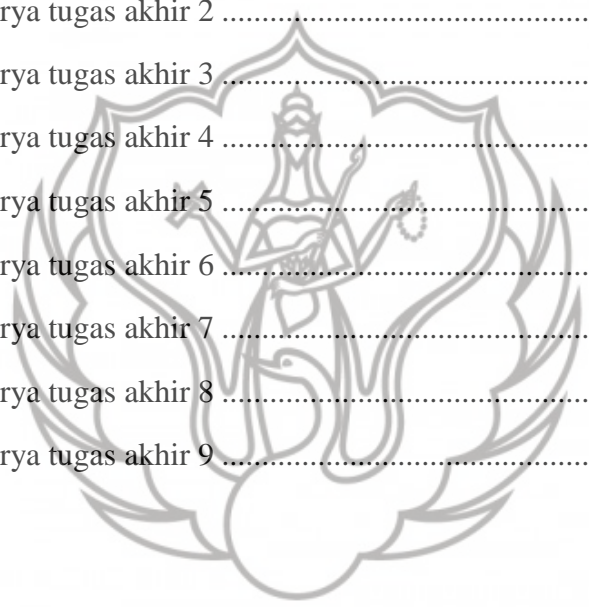 rya tugas akhir 2 ................................................
rya tugas akhir 3 ................................................
rya tugas akhir 4 ................................................
rya tugas akhir 5 ................................................
rya tugas akhir 6 ................................................
rya tugas akhir 7 ................................................
rya tugas akhir 8 ................................................
rya tugas akhir 9 ................................................